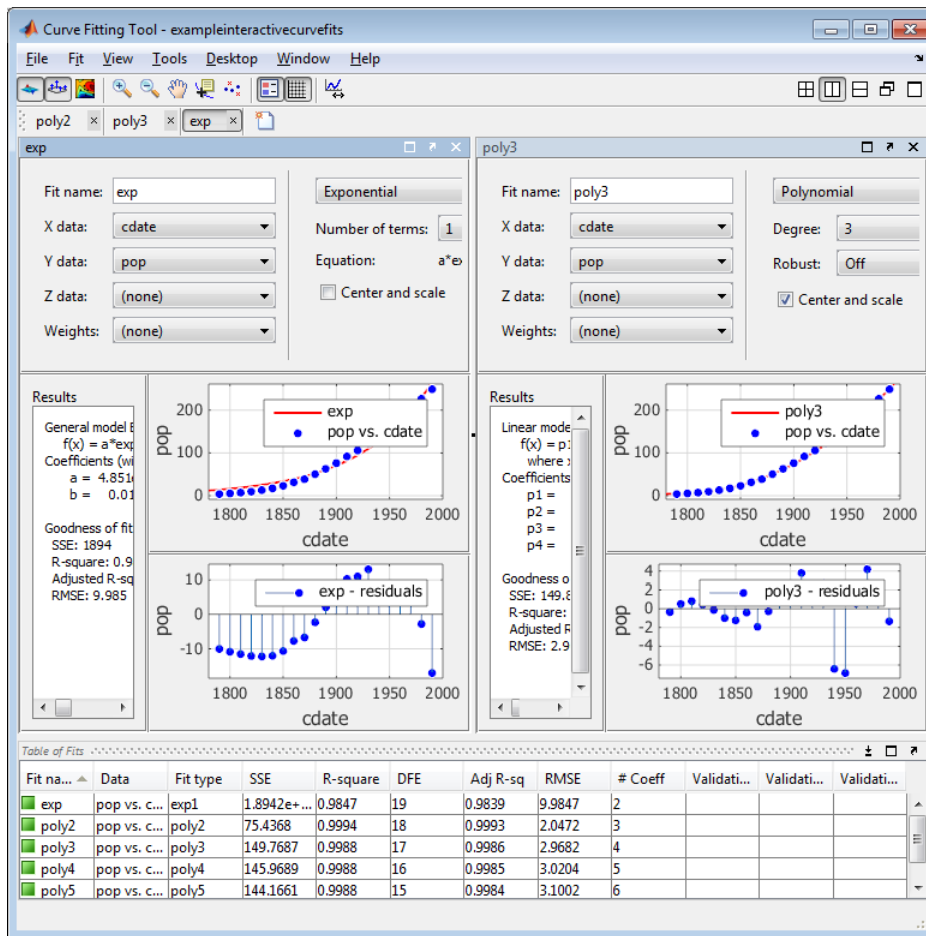 Curve Fitting Tool - exampleinteractivecurvefits
File Fit View Tools Desktop Window Help
poly2 × poly3 × exp ×
exp
Fit name: exp
X data: cdate
Y data: pop
Z data: (none)
Weights: (none)
Exponential
Number of terms: 1
Equation: a*e
Center and scale
poly3
Fit name: poly3
X data: cdate
Y data: pop
Z data: (none)
Weights: (none)
Polynomial
Degree: 3
Robust: Off
Center and scale
Results
General model E
f(x) = a*exp
Coefficients (wi
a = 4.851
b = 0.01
Goodness of fit
SSE: 1894
R-square: 0.9
Adjusted R-sq
RMSE: 9.985
exp
pop vs. cdate
200
100
0
pop
1800 1850 1900 1950 2000
cdate
exp - residuals
10
0
-10
pop
1800 1850 1900 1950 2000
cdate
Results
Linear mode
f(x) = p1
where x
Coefficients
p1 =
p2 =
p3 =
p4 =
Goodness o
SSE: 149.8
R-square:
Adjusted R
RMSE: 2.9
poly3
pop vs. cdate
200
100
0
pop
1800 1850 1900 1950 2000
cdate
poly3 - residuals
4
2
0
-2
-4
-6
pop
1800 1850 1900 1950 2000
cdate
Table of Fits
Fit na... Data Fit type SSE R-square DFE Adj R-sq RMSE # Coeff Validati... Validati... Validati...
exp pop vs. c... exp1 1.8942e+... 0.9847 19 0.9839 9.9847 2
poly2 pop vs. c... poly2 75.4368 0.9994 18 0.9993 2.0472 3
poly3 pop vs. c... poly3 149.7687 0.9988 17 0.9986 2.9682 4
poly4 pop vs. c... poly4 145.9689 0.9988 16 0.9985 3.0204 5
poly5 pop vs. c... poly5 144.1661 0.9988 15 0.9984 3.1002 6